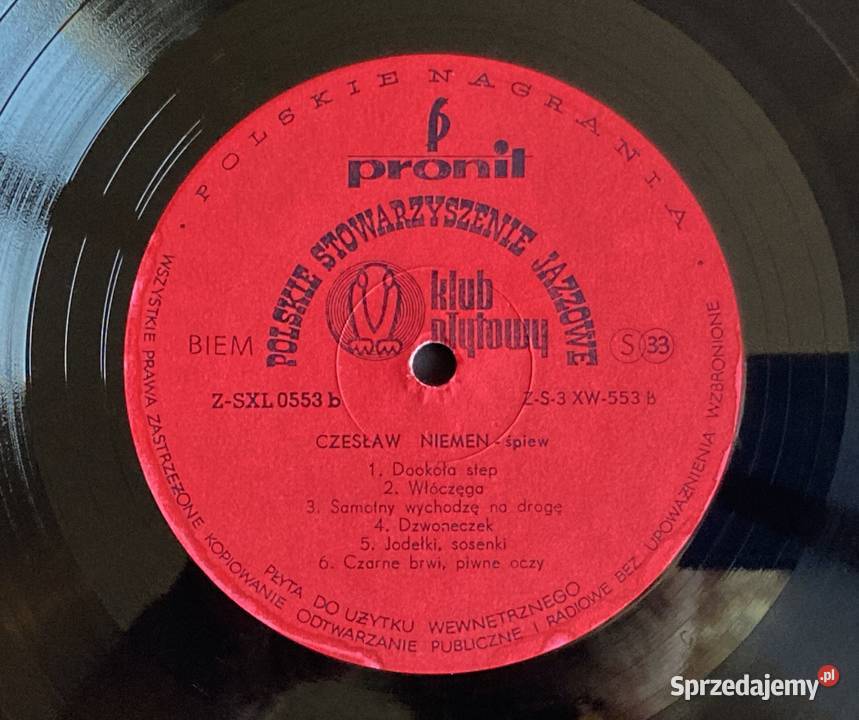 POLSKIE NAGRANIA
pronit
POLSKIE STOWARZYSZENIE JAZZOWE
klub
płytowy
BIEM
S 33
Z-SXL 0553 b
Z-S-3 XW-553 B
CZESŁAW NIEMEN - śpiew
1. Dookoła step
2. Włóczęga
3. Samotny wychodzę na drogę
4. Dzwoneczek
5. Jodełki, sosenki
6. Czarne brwi, piwne oczy
PŁYTA DO UŻYTKU WEWNETRZNEGO
WSZYSTKIE PRAWA ZASTRZEŻONE KOPIOWANIE ODTWARZANIE PUBLICZNE I RADIOWE BEZ UPOWAŻNIENIA WZBRONIONE
Sprzedajemy.pl